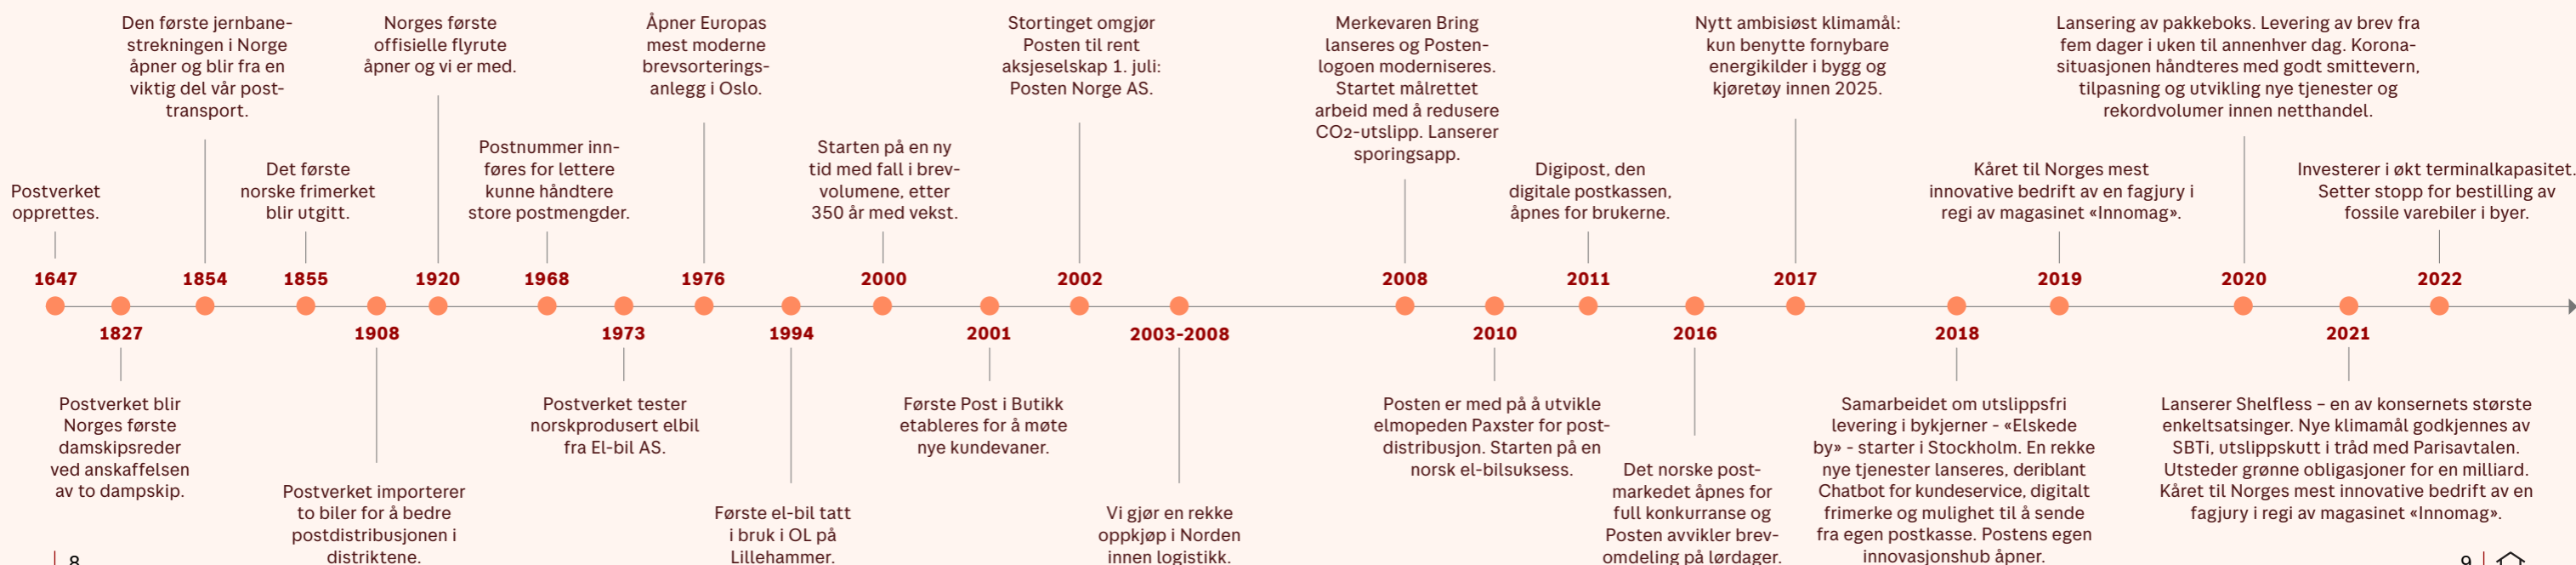 Postverket
opprettes.
1647
1827
Postverket blir
Norges første
damskipsreder
ved anskaffelsen
av to dampskip.
Den første jernbane-
strekningen i Norge
åpner og blir fra en
viktig del vår post-
transport.
1854
Det første
norske frimerket
blir utgitt.
1855
1908
Postverket importerer
to biler for å bedre
postdistribusjonen i
distriktene.
Norges første
offisielle flyrute
åpner og vi er med.
1920
Postnummer inn-
føres for lettere
kunne håndtere
store postmengder.
1968
1973
Postverket tester
norskprodusert elbil
fra El-bil AS.
Åpner Europas
mest moderne
brevsorterings-
anlegg i Oslo.
1976
1994
Første el-bil tatt
i bruk i OL på
Lillehammer.
Starten på en ny
tid med fall i brev-
volumene, etter
350 år med vekst.
2000
2001
Første Post i Butikk
etableres for å møte
nye kundevaner.
Stortinget omgjør
Posten til rent
aksjeselskap 1. juli:
Posten Norge AS.
2002
2003-2008
Vi gjør en rekke
oppkjøp i Norden
innen logistikk.
Merkevaren Bring
lanseres og Posten-
logoen moderniseres.
Startet målrettet
arbeid med å redusere
CO2-utslipp. Lanserer
sporingsapp.
2008
2010
Posten er med på å utvikle
elmopeden Paxster for post-
distribusjon. Starten på en
norsk el-bilsuksess.
Digipost, den
digitale postkassen,
åpnes for brukerne.
2011
2016
Det norske post-
markedet åpnes for
full konkurranse og
Posten avvikler brev-
omdeling på lørdager.
Nytt ambisiøst klimamål:
kun benytte fornybare
energikilder i bygg og
kjøretøy innen 2025.
2017
2018
Samarbeidet om utslippsfri
levering i bykjerner - «Elskede
by» - starter i Stockholm. En rekke
nye tjenester lanseres, deriblant
Chatbot for kundeservice, digitalt
frimerke og mulighet til å sende
fra egen postkasse. Postens egen
innovasjonshub åpner.
Kåret til Norges mest
innovative bedrift av en fagjury i
regi av magasinet «Innomag».
2019
Lansering av pakkeboks. Levering av brev fra
fem dager i uken til annenhver dag. Korona-
situasjonen håndteres med godt smittevern,
tilpasning og utvikling nye tjenester og
rekordvolumer innen netthandel.
2020
2021
Lanserer Shelfless – en av konsernets største
enkeltsatsinger. Nye klimamål godkjennes av
SBTi, utslippskutt i tråd med Parisavtalen.
Utsteder grønne obligasjoner for en milliard.
Kåret til Norges mest innovative bedrift av en
fagjury i regi av magasinet «Innomag».
Investerer i økt terminalkapasitet.
Setter stopp for bestilling av
fossile varebiler i byer.
2022
8
9